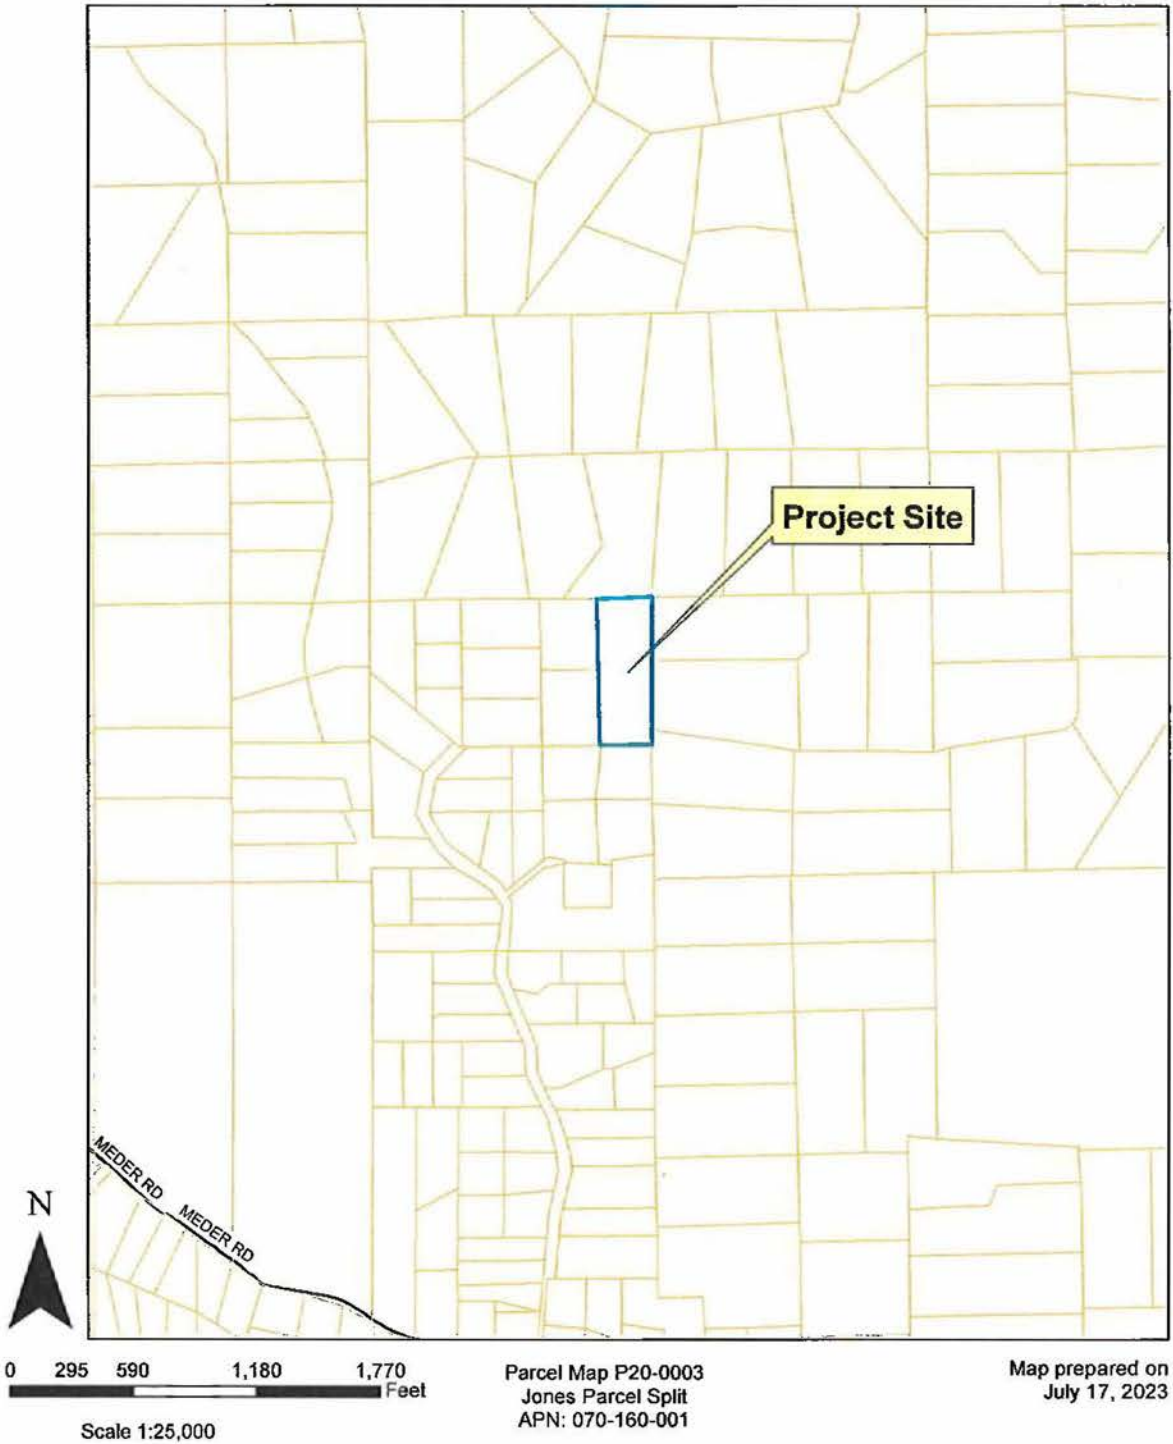 Project Site
MEDER RD
MEDER RD
N
0 295 590 1,180 1,770
Feet
Scale 1:25,000
Parcel Map P20-0003
Jones Parcel Split
APN: 070-160-001
Map prepared on
July 17, 2023